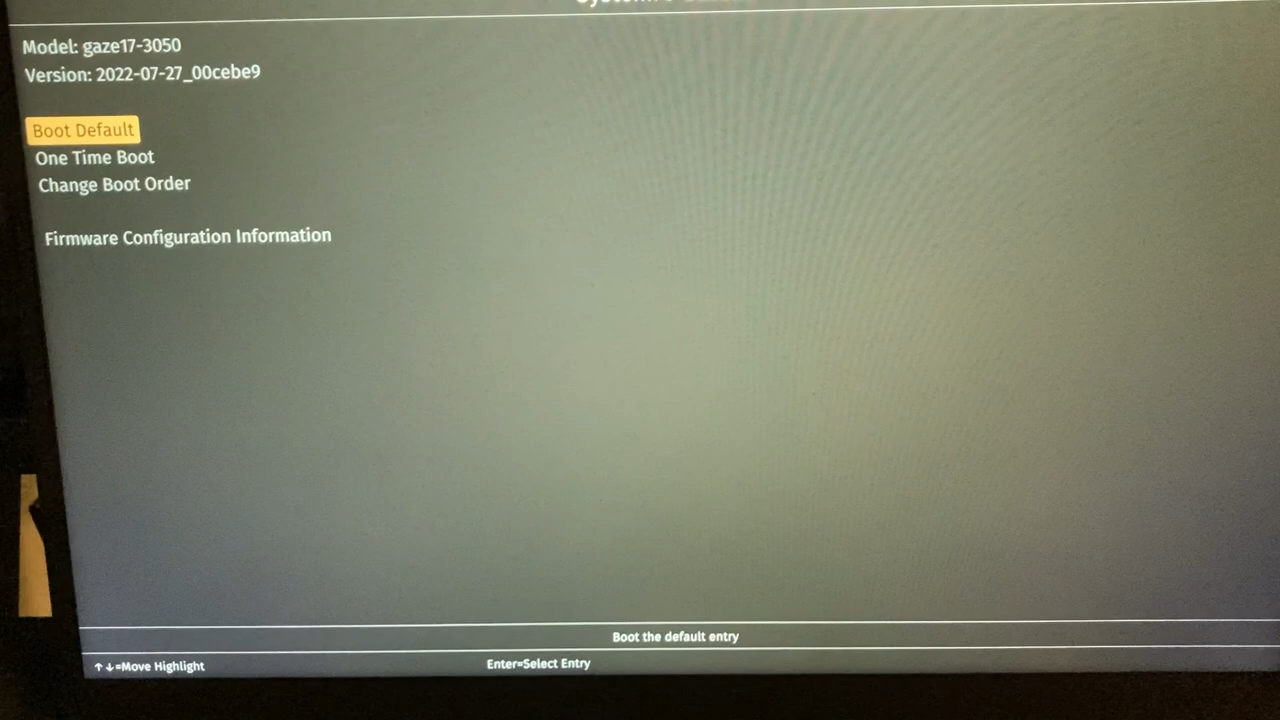 Model: gaze17-3050
Version: 2022-07-27_00cebe9
Boot Default
One Time Boot
Change Boot Order
Firmware Configuration Information
Boot the default entry
↑↓=Move Highlight
Enter=Select Entry